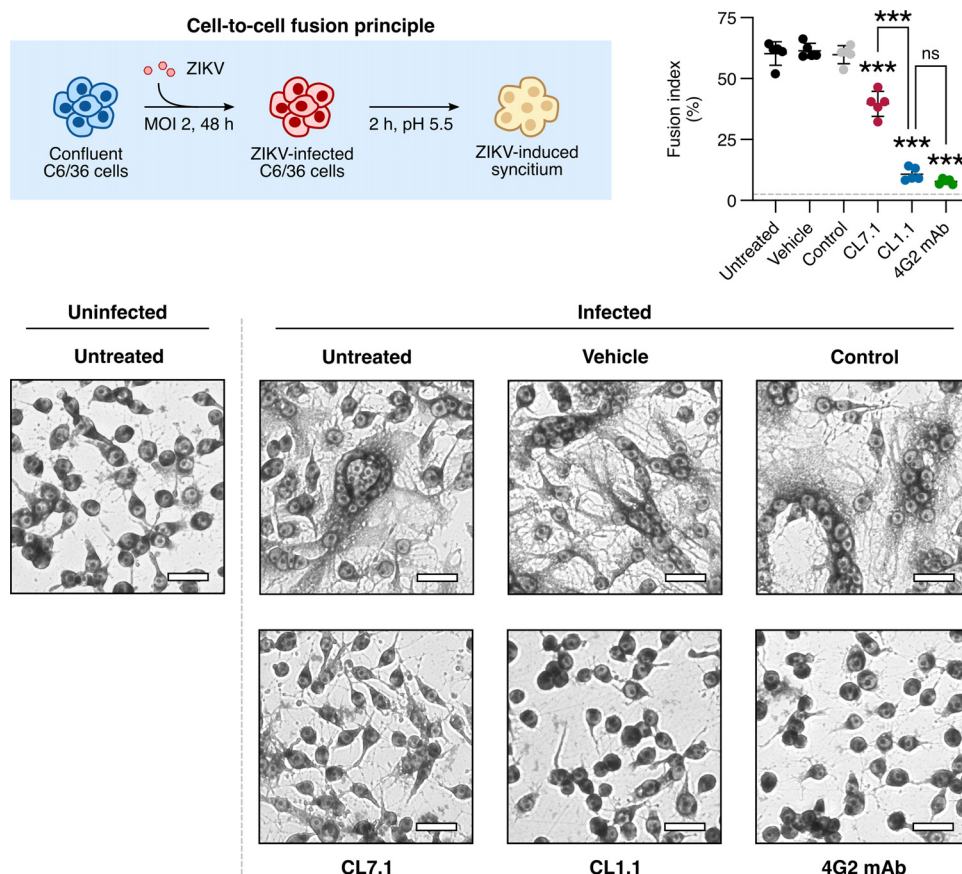 Cell-to-cell fusion principle
ZIKV
MOI 2, 48 h
2 h, pH 5.5
Confluent
C6/36 cells
ZIKV-infected
C6/36 cells
ZIKV-induced
syncitium
Fusion index
(%)
75
50
25
0
***
ns
***
***
***
Untreated
Vehicle
Control
CL7.1
CL1.1
4G2 mAb
Uninfected
Infected
Untreated
Untreated
Vehicle
Control
CL7.1
CL1.1
4G2 mAb